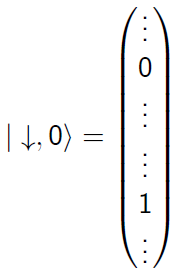 | ↓, 0⟩ = ( ⋮ 0 ⋮ ⋮ 1 ⋮ )